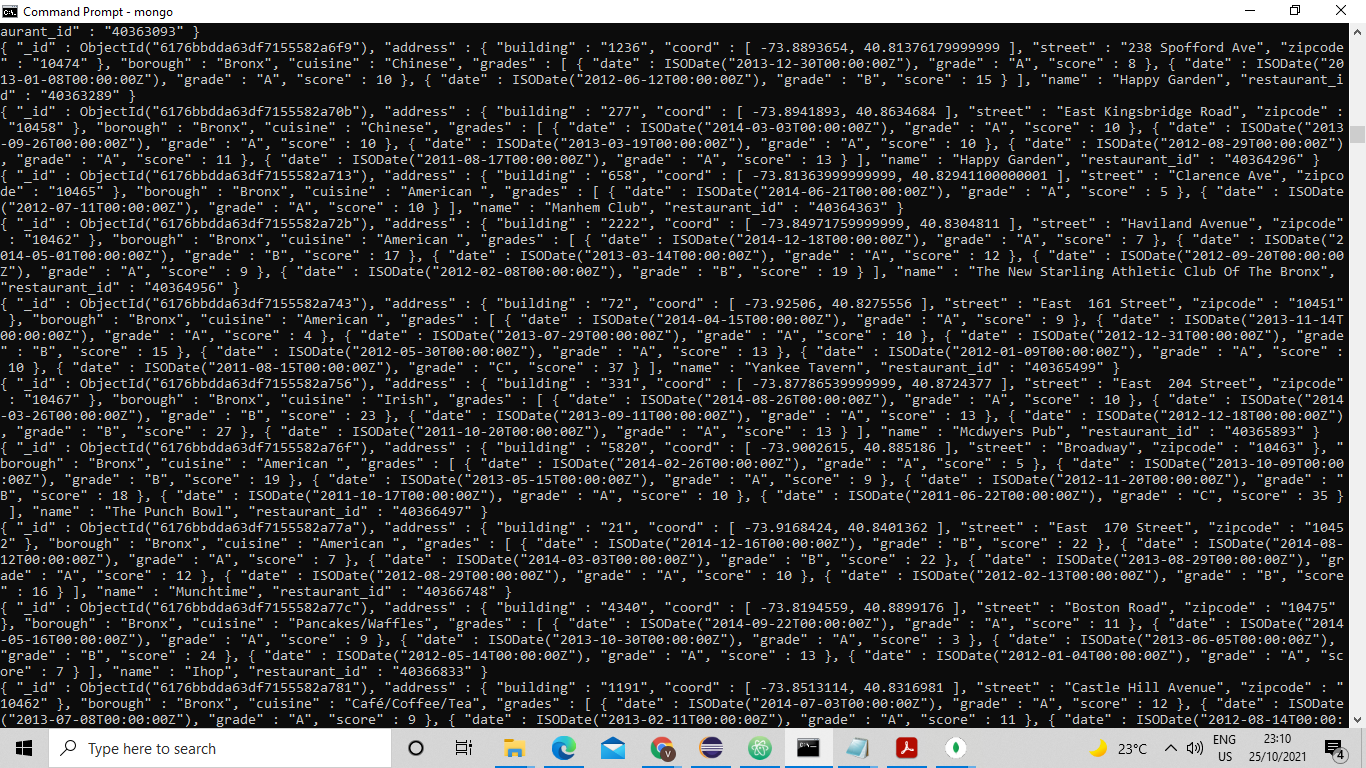 Command Prompt - mongo
aurant_id" : "40363093" }
{ "_id" : ObjectId("6176bbdda63df7155582a6f9"), "address" : { "building" : "1236", "coord" : [ -73.8893654, 40.81376179999999 ], "street" : "238 Spofford Ave", "zipcode
" : "10474" }, "borough" : "Bronx", "cuisine" : "Chinese", "grades" : [ { "date" : ISODate("2013-12-30T00:00:00Z"), "grade" : "A", "score" : 8 }, { "date" : ISODate("20
13-01-08T00:00:00Z"), "grade" : "A", "score" : 10 }, { "date" : ISODate("2012-06-12T00:00:00Z"), "grade" : "B", "score" : 15 } ], "name" : "Happy Garden", "restaurant_i
d" : "40363289" }
{ "_id" : ObjectId("6176bbdda63df7155582a70b"), "address" : { "building" : "277", "coord" : [ -73.8941893, 40.8634684 ], "street" : "East Kingsbridge Road", "zipcode" :
"10458" }, "borough" : "Bronx", "cuisine" : "Chinese", "grades" : [ { "date" : ISODate("2014-03-03T00:00:00Z"), "grade" : "A", "score" : 10 }, { "date" : ISODate("2013
-09-26T00:00:00Z"), "grade" : "A", "score" : 10 }, { "date" : ISODate("2013-03-19T00:00:00Z"), "grade" : "A", "score" : 10 }, { "date" : ISODate("2012-08-29T00:00:00Z")
, "grade" : "A", "score" : 11 }, { "date" : ISODate("2011-08-17T00:00:00Z"), "grade" : "A", "score" : 13 } ], "name" : "Happy Garden", "restaurant_id" : "40364296" }
{ "_id" : ObjectId("6176bbdda63df7155582a713"), "address" : { "building" : "658", "coord" : [ -73.81363999999999, 40.82941100000001 ], "street" : "Clarence Ave", "zipco
de" : "10465" }, "borough" : "Bronx", "cuisine" : "American ", "grades" : [ { "date" : ISODate("2014-06-21T00:00:00Z"), "grade" : "A", "score" : 5 }, { "date" : ISODate
("2012-07-11T00:00:00Z"), "grade" : "A", "score" : 10 } ], "name" : "Manhem Club", "restaurant_id" : "40364363" }
{ "_id" : ObjectId("6176bbdda63df7155582a72b"), "address" : { "building" : "2222", "coord" : [ -73.84971759999999, 40.8304811 ], "street" : "Haviland Avenue", "zipcode"
: "10462" }, "borough" : "Bronx", "cuisine" : "American ", "grades" : [ { "date" : ISODate("2014-12-18T00:00:00Z"), "grade" : "A", "score" : 7 }, { "date" : ISODate("2
014-05-01T00:00:00Z"), "grade" : "B", "score" : 17 }, { "date" : ISODate("2013-03-14T00:00:00Z"), "grade" : "A", "score" : 12 }, { "date" : ISODate("2012-09-20T00:00:00
Z"), "grade" : "A", "score" : 9 }, { "date" : ISODate("2012-02-08T00:00:00Z"), "grade" : "B", "score" : 19 } ], "name" : "The New Starling Athletic Club Of The Bronx",
"restaurant_id" : "40364956" }
{ "_id" : ObjectId("6176bbdda63df7155582a743"), "address" : { "building" : "72", "coord" : [ -73.92506, 40.8275556 ], "street" : "East  161 Street", "zipcode" : "10451"
}, "borough" : "Bronx", "cuisine" : "American ", "grades" : [ { "date" : ISODate("2014-04-15T00:00:00Z"), "grade" : "A", "score" : 9 }, { "date" : ISODate("2013-11-14T
00:00:00Z"), "grade" : "A", "score" : 4 }, { "date" : ISODate("2013-07-29T00:00:00Z"), "grade" : "A", "score" : 10 }, { "date" : ISODate("2012-12-31T00:00:00Z"), "grade
" : "B", "score" : 15 }, { "date" : ISODate("2012-05-30T00:00:00Z"), "grade" : "A", "score" : 13 }, { "date" : ISODate("2012-01-09T00:00:00Z"), "grade" : "A", "score" :
10 }, { "date" : ISODate("2011-08-15T00:00:00Z"), "grade" : "C", "score" : 37 } ], "name" : "Yankee Tavern", "restaurant_id" : "40365499" }
{ "_id" : ObjectId("6176bbdda63df7155582a756"), "address" : { "building" : "331", "coord" : [ -73.87786539999999, 40.8724377 ], "street" : "East  204 Street", "zipcode"
: "10467" }, "borough" : "Bronx", "cuisine" : "Irish", "grades" : [ { "date" : ISODate("2014-08-26T00:00:00Z"), "grade" : "A", "score" : 10 }, { "date" : ISODate("2014
-03-26T00:00:00Z"), "grade" : "B", "score" : 23 }, { "date" : ISODate("2013-09-11T00:00:00Z"), "grade" : "A", "score" : 13 }, { "date" : ISODate("2012-12-18T00:00:00Z")
, "grade" : "B", "score" : 27 }, { "date" : ISODate("2011-10-20T00:00:00Z"), "grade" : "A", "score" : 13 } ], "name" : "Mcdwyers Pub", "restaurant_id" : "40365893" }
{ "_id" : ObjectId("6176bbdda63df7155582a76f"), "address" : { "building" : "5820", "coord" : [ -73.9002615, 40.885186 ], "street" : "Broadway", "zipcode" : "10463" }, "
borough" : "Bronx", "cuisine" : "American ", "grades" : [ { "date" : ISODate("2014-02-26T00:00:00Z"), "grade" : "A", "score" : 5 }, { "date" : ISODate("2013-10-09T00:00
:00Z"), "grade" : "B", "score" : 19 }, { "date" : ISODate("2013-05-15T00:00:00Z"), "grade" : "A", "score" : 9 }, { "date" : ISODate("2012-11-20T00:00:00Z"), "grade" : "
B", "score" : 18 }, { "date" : ISODate("2011-10-17T00:00:00Z"), "grade" : "A", "score" : 10 }, { "date" : ISODate("2011-06-22T00:00:00Z"), "grade" : "C", "score" : 35 }
], "name" : "The Punch Bowl", "restaurant_id" : "40366497" }
{ "_id" : ObjectId("6176bbdda63df7155582a77a"), "address" : { "building" : "21", "coord" : [ -73.9168424, 40.8401362 ], "street" : "East  170 Street", "zipcode" : "1045
2" }, "borough" : "Bronx", "cuisine" : "American ", "grades" : [ { "date" : ISODate("2014-12-16T00:00:00Z"), "grade" : "B", "score" : 22 }, { "date" : ISODate("2014-08-
12T00:00:00Z"), "grade" : "A", "score" : 7 }, { "date" : ISODate("2014-03-03T00:00:00Z"), "grade" : "B", "score" : 22 }, { "date" : ISODate("2013-08-29T00:00:00Z"), "gr
ade" : "A", "score" : 12 }, { "date" : ISODate("2012-08-29T00:00:00Z"), "grade" : "A", "score" : 10 }, { "date" : ISODate("2012-02-13T00:00:00Z"), "grade" : "B", "score
" : 16 } ], "name" : "Munchtime", "restaurant_id" : "40366748" }
{ "_id" : ObjectId("6176bbdda63df7155582a77c"), "address" : { "building" : "4340", "coord" : [ -73.8194559, 40.8899176 ], "street" : "Boston Road", "zipcode" : "10475"
}, "borough" : "Bronx", "cuisine" : "Pancakes/Waffles", "grades" : [ { "date" : ISODate("2014-09-22T00:00:00Z"), "grade" : "A", "score" : 11 }, { "date" : ISODate("2014
-05-16T00:00:00Z"), "grade" : "A", "score" : 9 }, { "date" : ISODate("2013-10-30T00:00:00Z"), "grade" : "A", "score" : 3 }, { "date" : ISODate("2013-06-05T00:00:00Z"),
"grade" : "B", "score" : 24 }, { "date" : ISODate("2012-05-14T00:00:00Z"), "grade" : "A", "score" : 13 }, { "date" : ISODate("2012-01-04T00:00:00Z"), "grade" : "A", "sc
ore" : 7 } ], "name" : "Ihop", "restaurant_id" : "40366833" }
{ "_id" : ObjectId("6176bbdda63df7155582a781"), "address" : { "building" : "1191", "coord" : [ -73.8513114, 40.8316981 ], "street" : "Castle Hill Avenue", "zipcode" : "
10462" }, "borough" : "Bronx", "cuisine" : "Café/Coffee/Tea", "grades" : [ { "date" : ISODate("2014-07-03T00:00:00Z"), "grade" : "A", "score" : 12 }, { "date" : ISODate
("2013-07-08T00:00:00Z"), "grade" : "A", "score" : 9 }, { "date" : ISODate("2013-02-11T00:00:00Z"), "grade" : "A", "score" : 11 }, { "date" : ISODate("2012-08-14T00:00:
Type here to search
23°C
ENG
US
23:10
25/10/2021
4